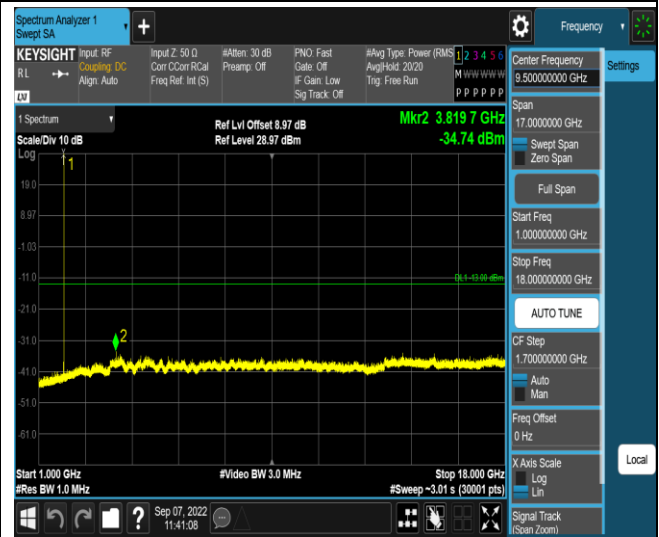 Spectrum Analyzer 1
Swept SA
+
Frequency
KEYSIGHT
RL
LXI
Input: RF
Coupling: DC
Align: Auto
Input Z: 50 Ω
Corr CCorr RCal
Freq Ref: Int (S)
#Atten: 30 dB
Preamp: Off
PNO: Fast
Gate: Off
IF Gain: Low
Sig Track: Off
#Avg Type: Power (RMS
Avg|Hold: 20/20
Trig: Free Run
1 2 3 4 5 6
M W W W W W
P P P P P P
1 Spectrum
Scale/Div 10 dB
Log
Ref Lvl Offset 8.97 dB
Ref Level 28.97 dBm
Mkr2 3.819 7 GHz
-34.74 dBm
1
19.0
8.97
-1.03
-11.0
DL1 -13.00 dBm
-21.0
-31.0
2
-41.0
-51.0
-61.0
Start 1.000 GHz
#Res BW 1.0 MHz
#Video BW 3.0 MHz
Stop 18.000 GHz
#Sweep ~3.01 s (30001 pts)
?
Sep 07, 2022
11:41:08
Center Frequency
9.500000000 GHz
Settings
Span
17.0000000 GHz
Swept Span
Zero Span
Full Span
Start Freq
1.000000000 GHz
Stop Freq
18.000000000 GHz
AUTO TUNE
CF Step
1.700000000 GHz
Auto
Man
Freq Offset
0 Hz
X Axis Scale
Log
Lin
Local
Signal Track
(Span Zoom)